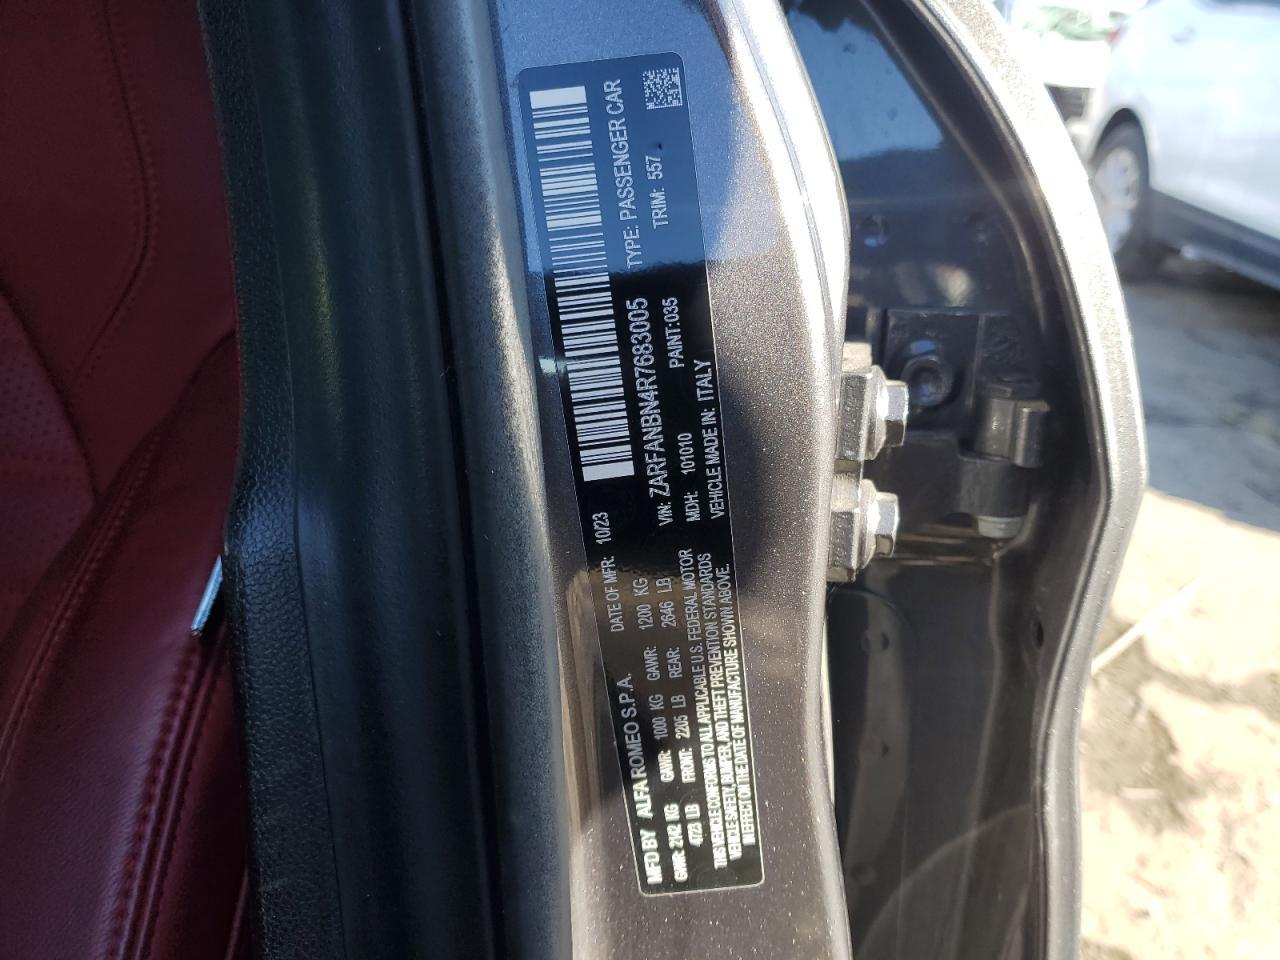 MFD BY ALFA ROMEO S.P.A. DATE OF MFR: 10/23
GVWR: 2142 KG GAWR: 1000 KG GAWR: 1200 KG
4723 LB FRONT: 2205 LB REAR: 2646 LB
THIS VEHICLE CONFORMS TO ALL APPLICABLE U.S. FEDERAL MOTOR
VEHICLE SAFETY, BUMPER, AND THEFT PREVENTION STANDARDS
IN EFFECT ON THE DATE OF MANUFACTURE SHOWN ABOVE.
VIN: ZARFANBN4R7683005 TYPE: PASSENGER CAR
MDH: 101010 PAINT: 035 TRIM: 557
VEHICLE MADE IN: ITALY